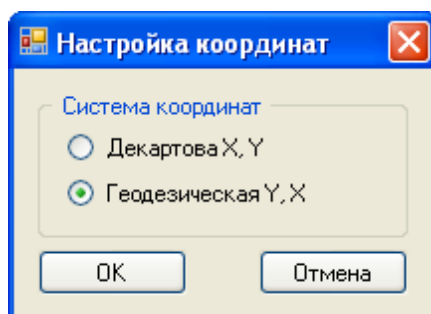 Настройка координат
Система координат
Декартова X, Y
Геодезическая Y, X
OK
Отмена